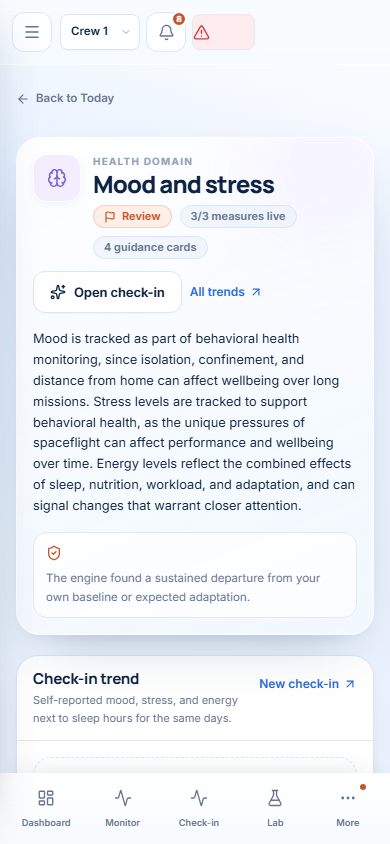 Crew 1
8
Back to Today
HEALTH DOMAIN
Mood and stress
Review
3/3 measures live
4 guidance cards
Open check-in
All trends
Mood is tracked as part of behavioral health
monitoring, since isolation, confinement, and
distance from home can affect wellbeing over long
missions. Stress levels are tracked to support
behavioral health, as the unique pressures of
spaceflight can affect performance and wellbeing
over time. Energy levels reflect the combined effects
of sleep, nutrition, workload, and adaptation, and can
signal changes that warrant closer attention.
The engine found a sustained departure from your
own baseline or expected adaptation.
Check-in trend
New check-in
Self-reported mood, stress, and energy
next to sleep hours for the same days.
Dashboard
Monitor
Check-in
Lab
More